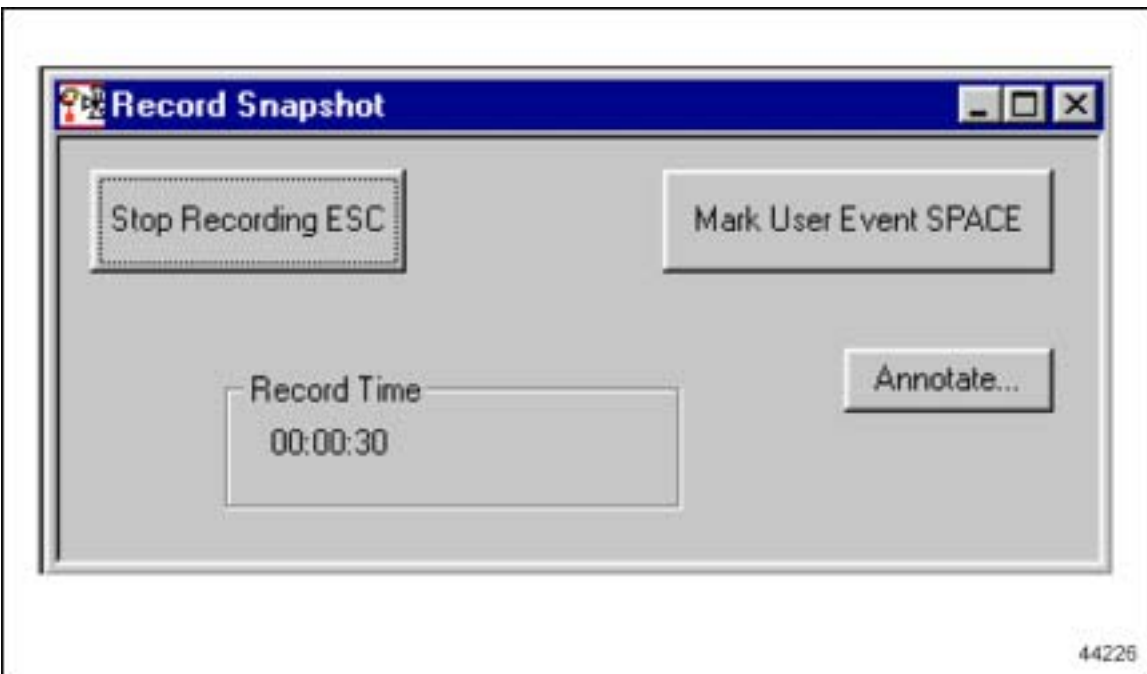 Record Snapshot
Stop Recording ESC
Mark User Event SPACE
Annotate...
Record Time
00:00:30
44226